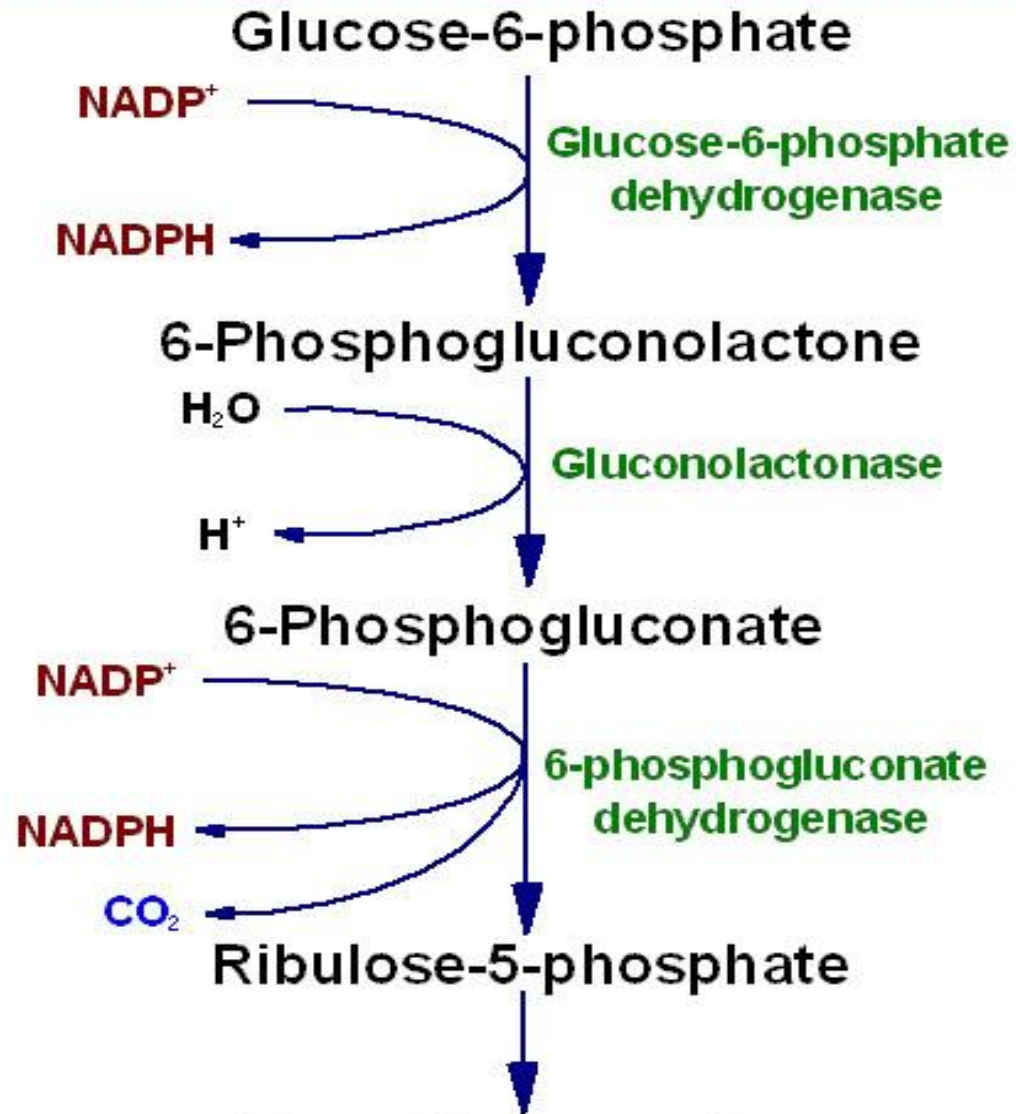 Glucose-6-phosphate
NADP⁺
Glucose-6-phosphate
dehydrogenase
NADPH
6-Phosphogluconolactone
H₂O
Gluconolactonase
H⁺
6-Phosphogluconate
NADP⁺
6-phosphogluconate
dehydrogenase
NADPH
CO₂
Ribulose-5-phosphate